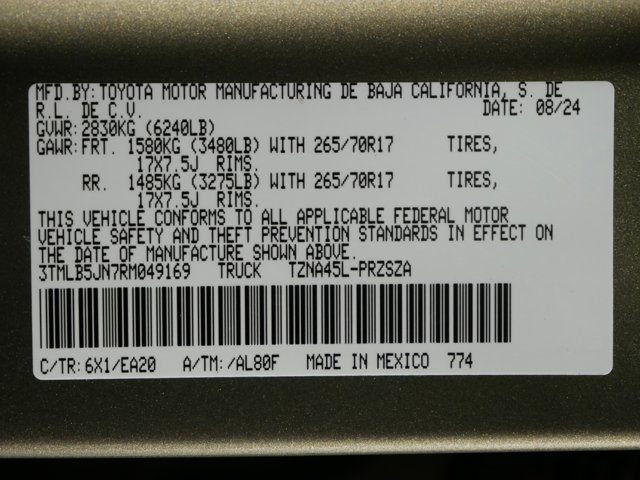 MFD.BY:TOYOTA MOTOR MANUFACTURING DE BAJA CALIFORNIA, S. DE
R.L. DE C.V. DATE: 08/24
GVWR:2830KG (6240LB)
GAWR:FRT. 1580KG (3480LB) WITH 265/70R17 TIRES,
17X7.5J RIMS.
RR. 1485KG (3275LB) WITH 265/70R17 TIRES,
17X7.5J RIMS.
THIS VEHICLE CONFORMS TO ALL APPLICABLE FEDERAL MOTOR
VEHICLE SAFETY AND THEFT PREVENTION STANDARDS IN EFFECT ON
THE DATE OF MANUFACTURE SHOWN ABOVE.
3TMLB5JN7RM049169 TRUCK TZNA45L-PRZSZA
C/TR:6X1/EA20 A/TM:/AL80F MADE IN MEXICO 774